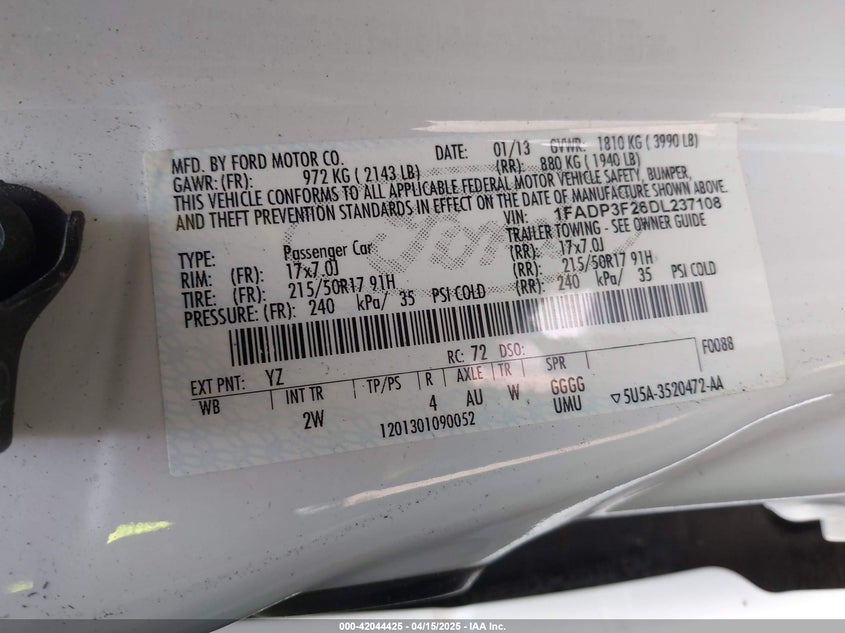 MFD. BY FORD MOTOR CO. DATE: 01/13 GVWR: 1810 KG ( 3990 LB)
GAWR: (FR): 972 KG ( 2143 LB) (RR): 880 KG ( 1940 LB)
THIS VEHICLE CONFORMS TO ALL APPLICABLE FEDERAL MOTOR VEHICLE SAFETY, BUMPER,
AND THEFT PREVENTION STANDARDS IN EFFECT ON THE DATE OF MANUFACTURE SHOWN ABOVE.
VIN: 1FADP3F26DL237108
TYPE: Passenger Car TRAILER TOWING - SEE OWNER GUIDE
RIM: (FR): 17x7.0J (RR): 17x7.0J
TIRE: (FR): 215/50R17 91H (RR): 215/50R17 91H
PRESSURE: (FR): 240 kPa/ 35 PSI COLD (RR): 240 kPa/ 35 PSI COLD
Ford
RC: 72 DSO: F0088
EXT PNT: YZ
WB INT TR TP/PS R AXLE TR SPR
2W 4 AU W GGGG
UMU
▽5U5A-3520472-AA
1201301090052
000-42044425 - 04/15/2025 - IAA Inc.